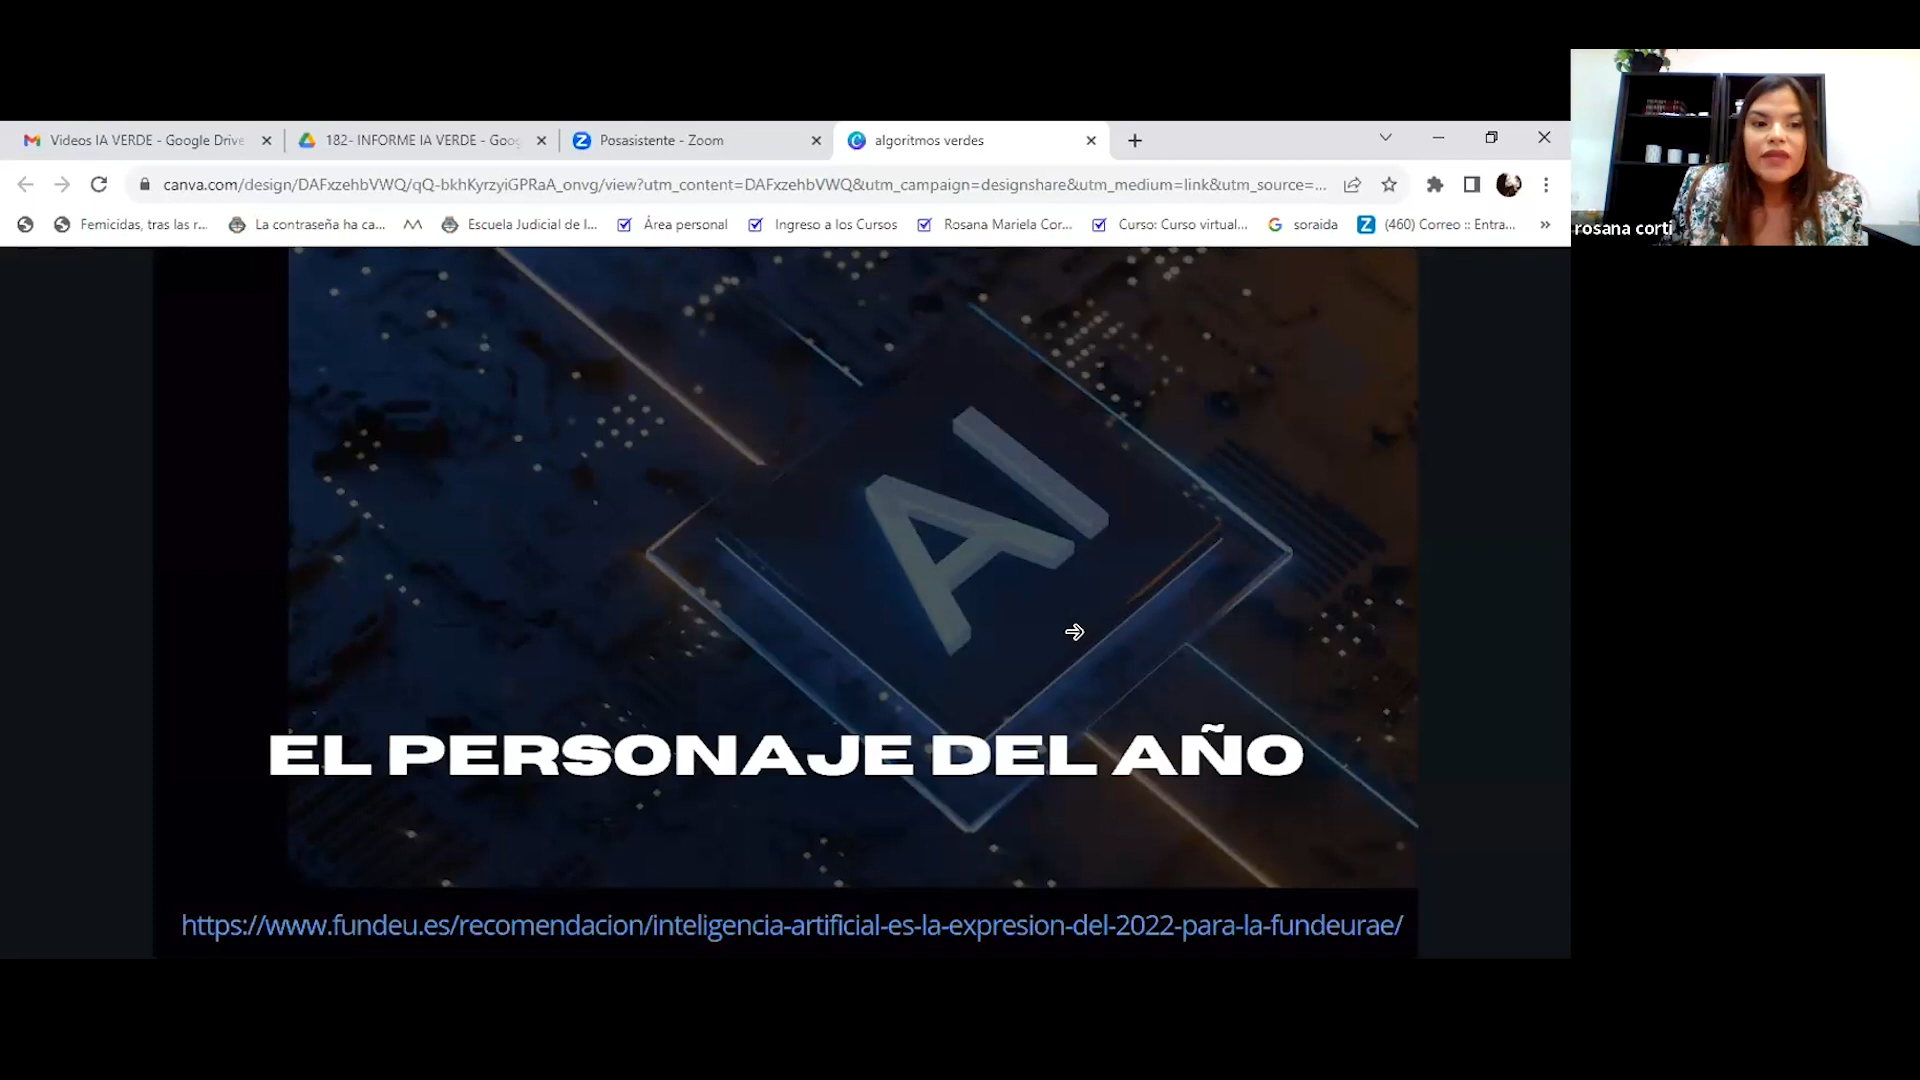 Videos IA VERDE - Google Drive
182- INFORME IA VERDE - Goog
Posasistente - Zoom
algoritmos verdes
canva.com/design/DAFxzehbVWQ/qQ-bkhKyrzyiGPRaA_onvg/view?utm_content=DAFxzehbVWQ&utm_campaign=designshare&utm_medium=link&utm_source=...
Femicidas, tras las r...
La contraseña ha ca...
Escuela Judicial de l...
Área personal
Ingreso a los Cursos
Rosana Mariela Cor...
Curso: Curso virtual...
soraida
(460) Correo :: Entra...
rosana corti
AI
EL PERSONAJE DEL AÑO
https://www.fundeu.es/recomendacion/inteligencia-artificial-es-la-expresion-del-2022-para-la-fundeurae/